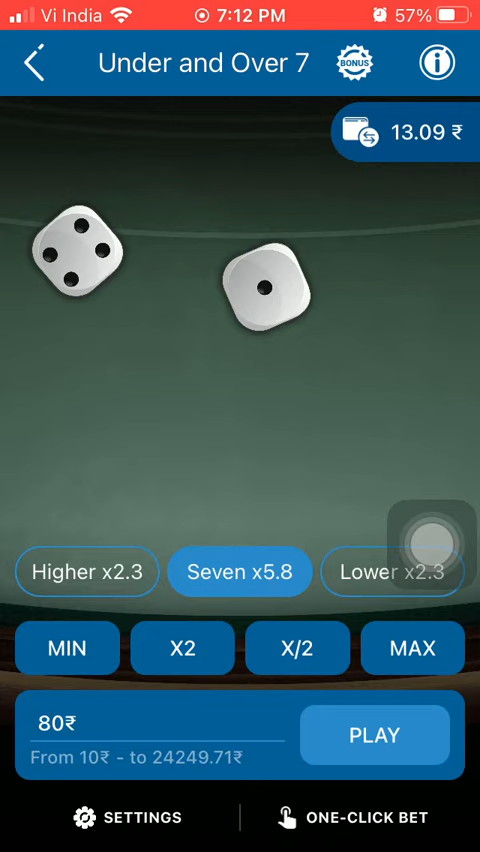 Vi India 7:12 PM 57%
Under and Over 7 BONUS
13.09 ₹
Higher x2.3 Seven x5.8 Lower x2.3
MIN X2 X/2 MAX
80₹ PLAY
From 10₹ - to 24249.71₹
SETTINGS ONE-CLICK BET